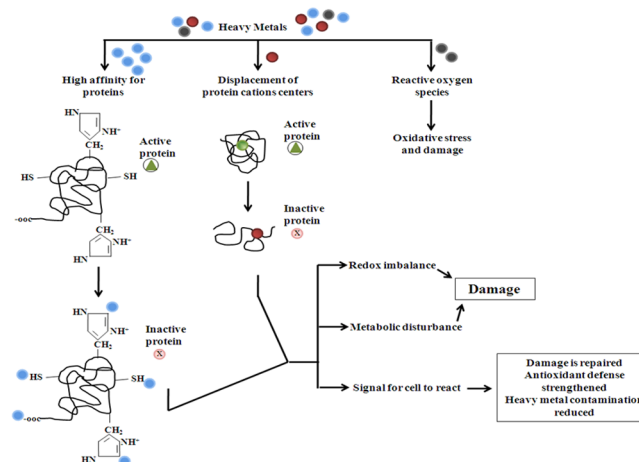 Heavy Metals
High affinity for
proteins
Displacement of
protein cations centers
Reactive oxygen
species
Oxidative stress
and damage
HN
NH+
CH2
Active
protein
HS
SH
-ooc
CH2
NH+
HN
Active
protein
Inactive
protein
X
Redox imbalance
Damage
Metabolic disturbance
Signal for cell to react
Damage is repaired
Antioxidant defense
strengthened
Heavy metal contamination
reduced
HN
NH+
CH2
Inactive
protein
X
HS
SH
-ooc
CH2
NH+
HN